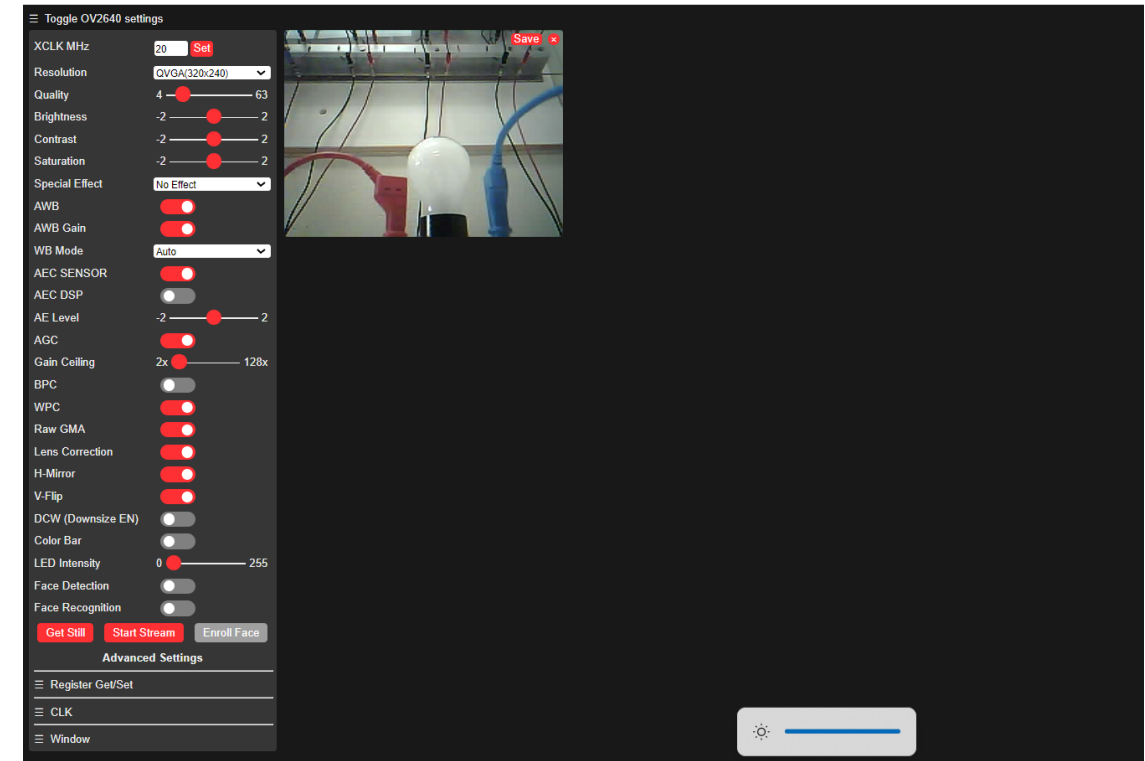 ☰ Toggle OV2640 settings
XCLK MHz 20 Set
Resolution QVGA(320x240)
Quality 4 63
Brightness -2 2
Contrast -2 2
Saturation -2 2
Special Effect No Effect
AWB
AWB Gain
WB Mode Auto
AEC SENSOR
AEC DSP
AE Level -2 2
AGC
Gain Ceiling 2x 128x
BPC
WPC
Raw GMA
Lens Correction
H-Mirror
V-Flip
DCW (Downsize EN)
Color Bar
LED Intensity 0 255
Face Detection
Face Recognition
Get Still Start Stream Enroll Face
Advanced Settings
☰ Register Get/Set
☰ CLK
☰ Window
Save ×